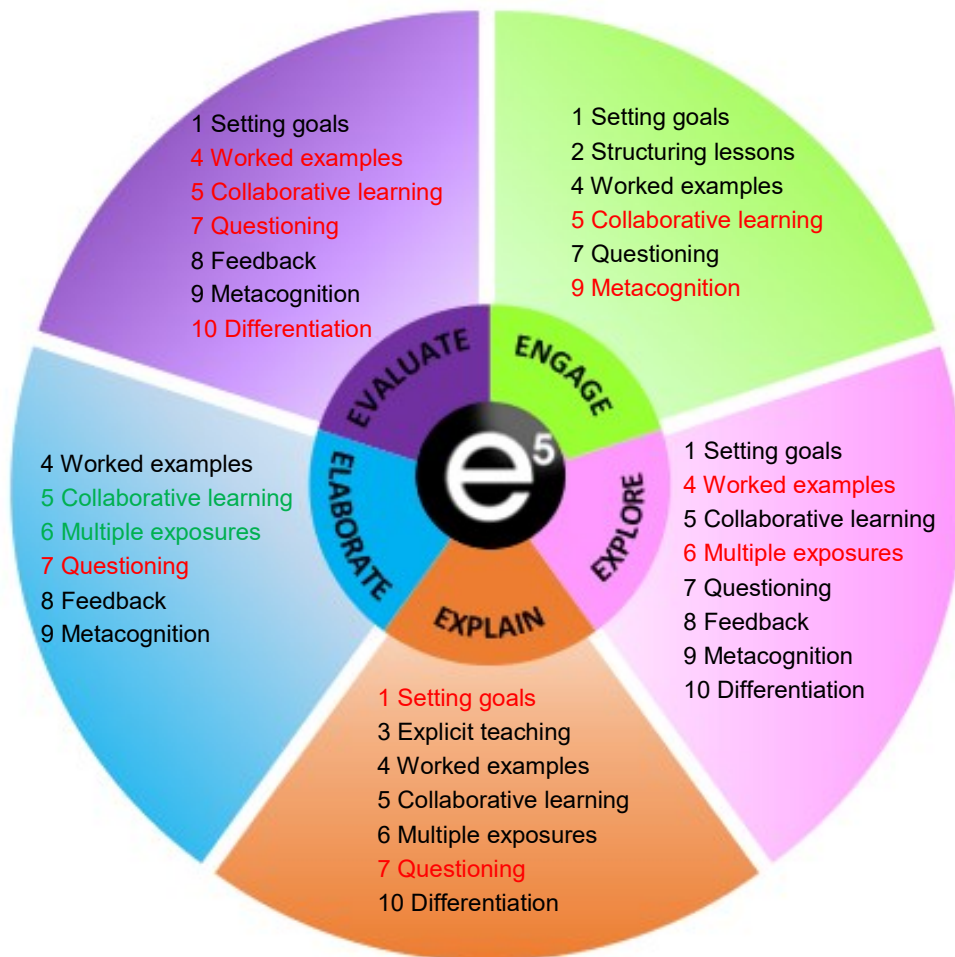 1 Setting goals
4 Worked examples
5 Collaborative learning
7 Questioning
8 Feedback
9 Metacognition
10 Differentiation
1 Setting goals
2 Structuring lessons
4 Worked examples
5 Collaborative learning
7 Questioning
9 Metacognition
EVALUATE
ENGAGE
e5
ELABORATE
EXPLORE
EXPLAIN
4 Worked examples
5 Collaborative learning
6 Multiple exposures
7 Questioning
8 Feedback
9 Metacognition
1 Setting goals
4 Worked examples
5 Collaborative learning
6 Multiple exposures
7 Questioning
8 Feedback
9 Metacognition
10 Differentiation
1 Setting goals
3 Explicit teaching
4 Worked examples
5 Collaborative learning
6 Multiple exposures
7 Questioning
10 Differentiation